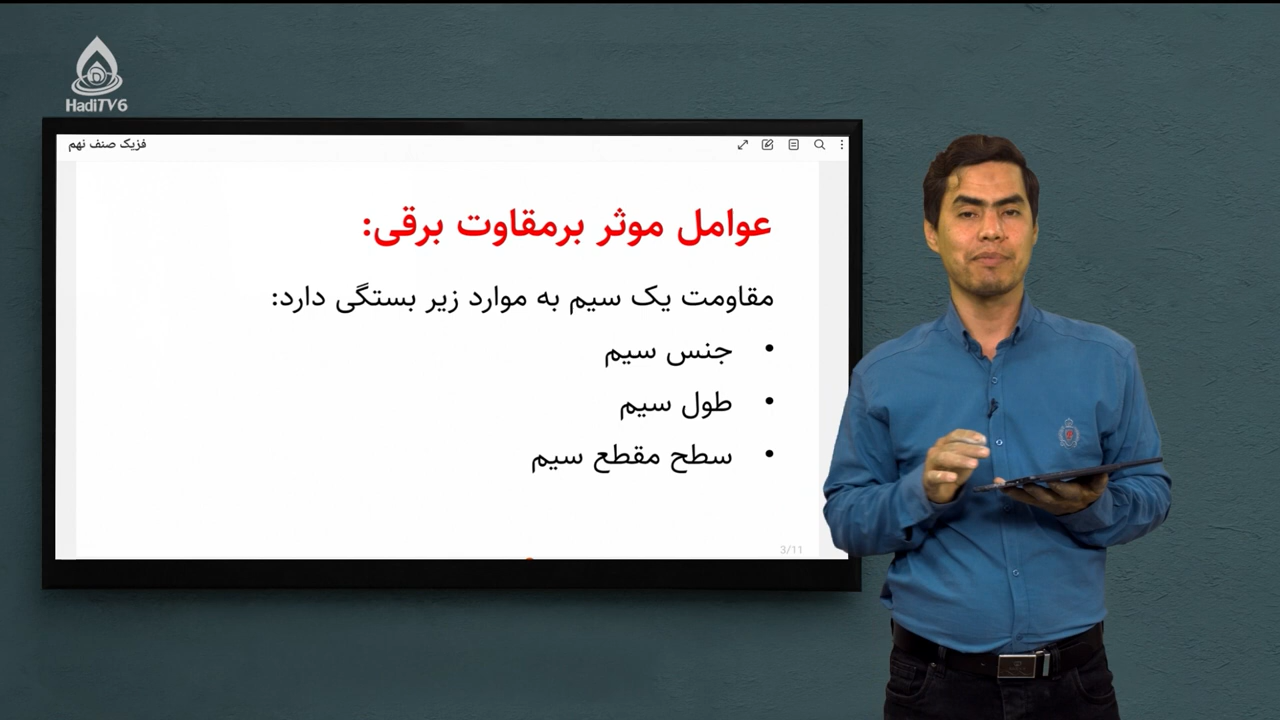 HadiTV6
فزیک صنف نهم
عوامل موثر برمقاوت برقی:
مقاومت یک سیم به موارد زیر بستگی دارد:
• جنس سیم
• طول سیم
• سطح مقطع سیم
3/11